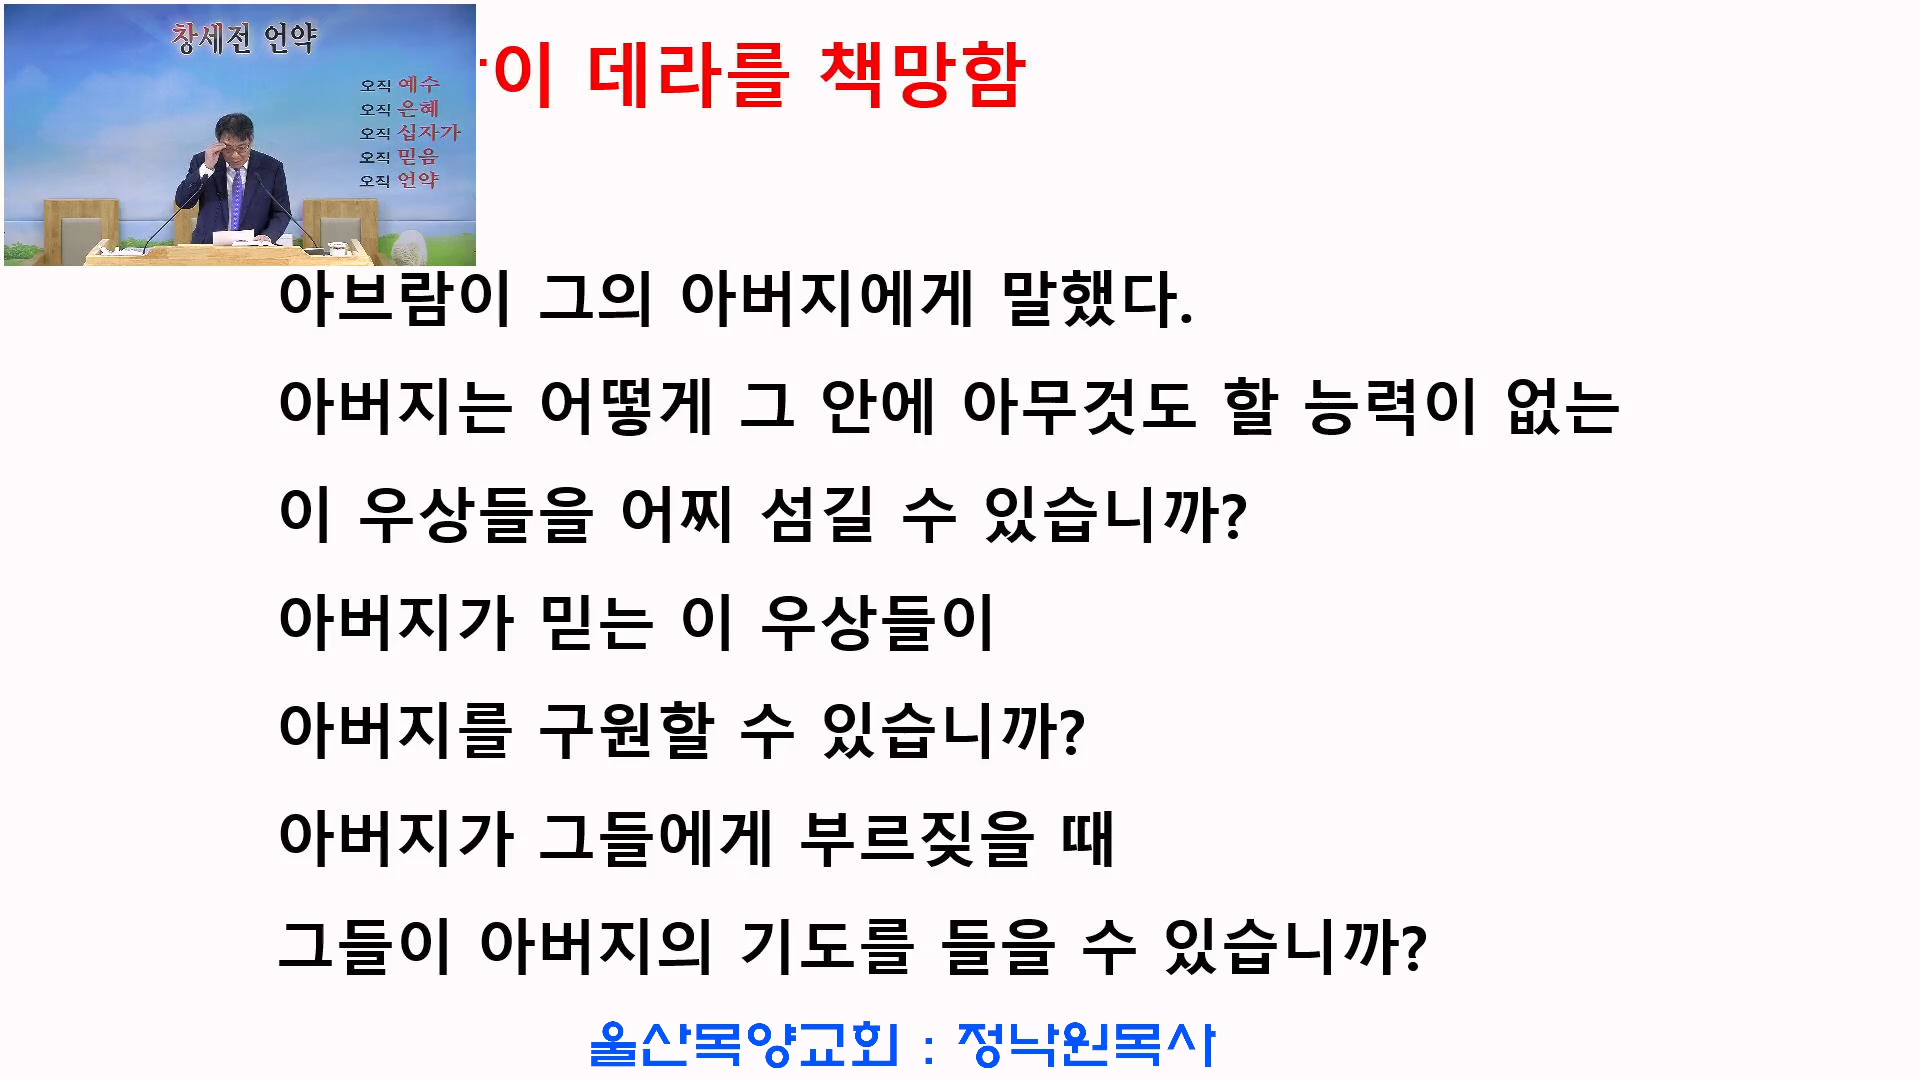 창세전 언약
오직 예수
오직 은혜
오직 십자가
오직 믿음
오직 언약
이 데라를 책망함
아브람이 그의 아버지에게 말했다.
아버지는 어떻게 그 안에 아무것도 할 능력이 없는
이 우상들을 어찌 섬길 수 있습니까?
아버지가 믿는 이 우상들이
아버지를 구원할 수 있습니까?
아버지가 그들에게 부르짖을 때
그들이 아버지의 기도를 들을 수 있습니까?
울산목양교회 : 정낙원목사